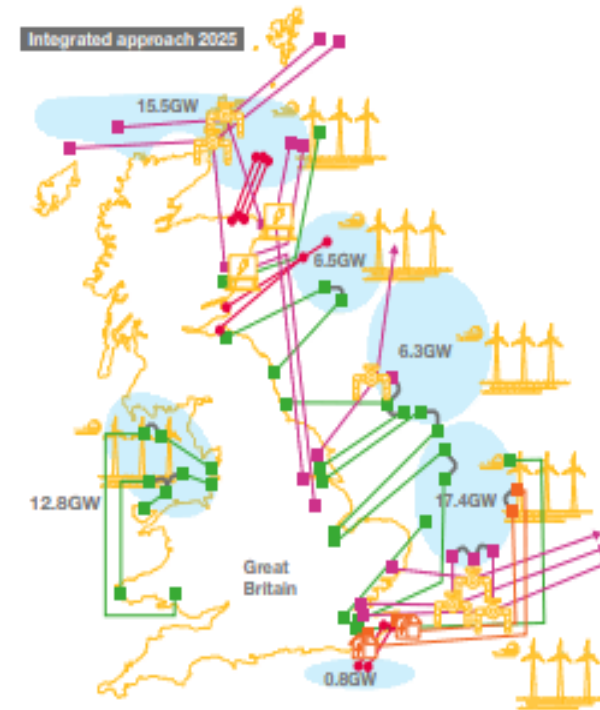 Integrated approach 2025
15.5GW
6.5GW
6.3GW
12.8GW
17.4GW
Great
Britain
0.8GW